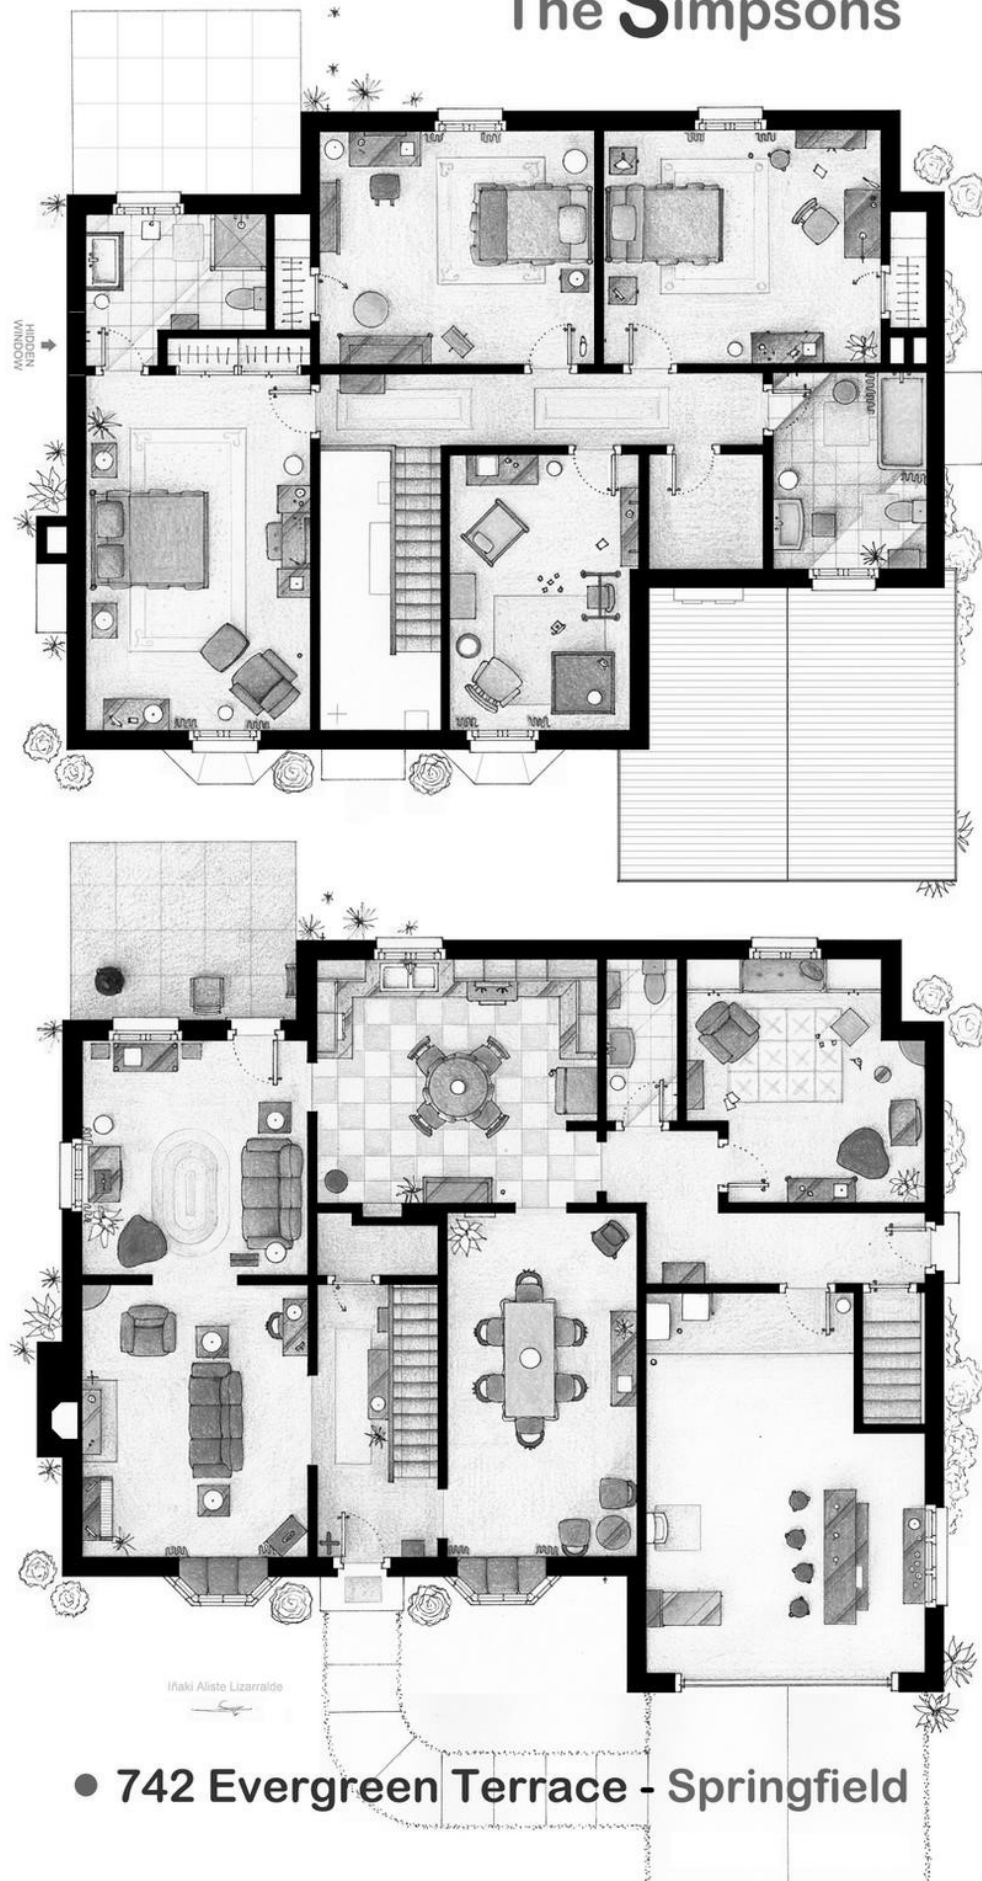 The Simpsons
HIDDEN
WINDOW
Iñaki Aliste Lizarralde
742 Evergreen Terrace - Springfield